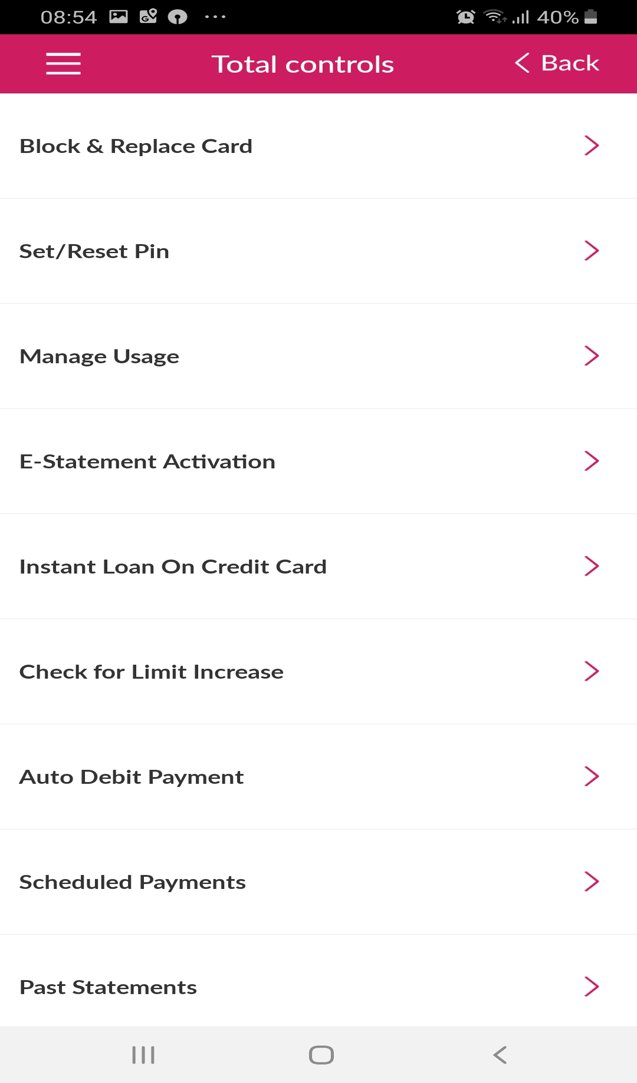 08:54 ... 40%
Total controls
Back
Block & Replace Card
Set/Reset Pin
Manage Usage
E-Statement Activation
Instant Loan On Credit Card
Check for Limit Increase
Auto Debit Payment
Scheduled Payments
Past Statements